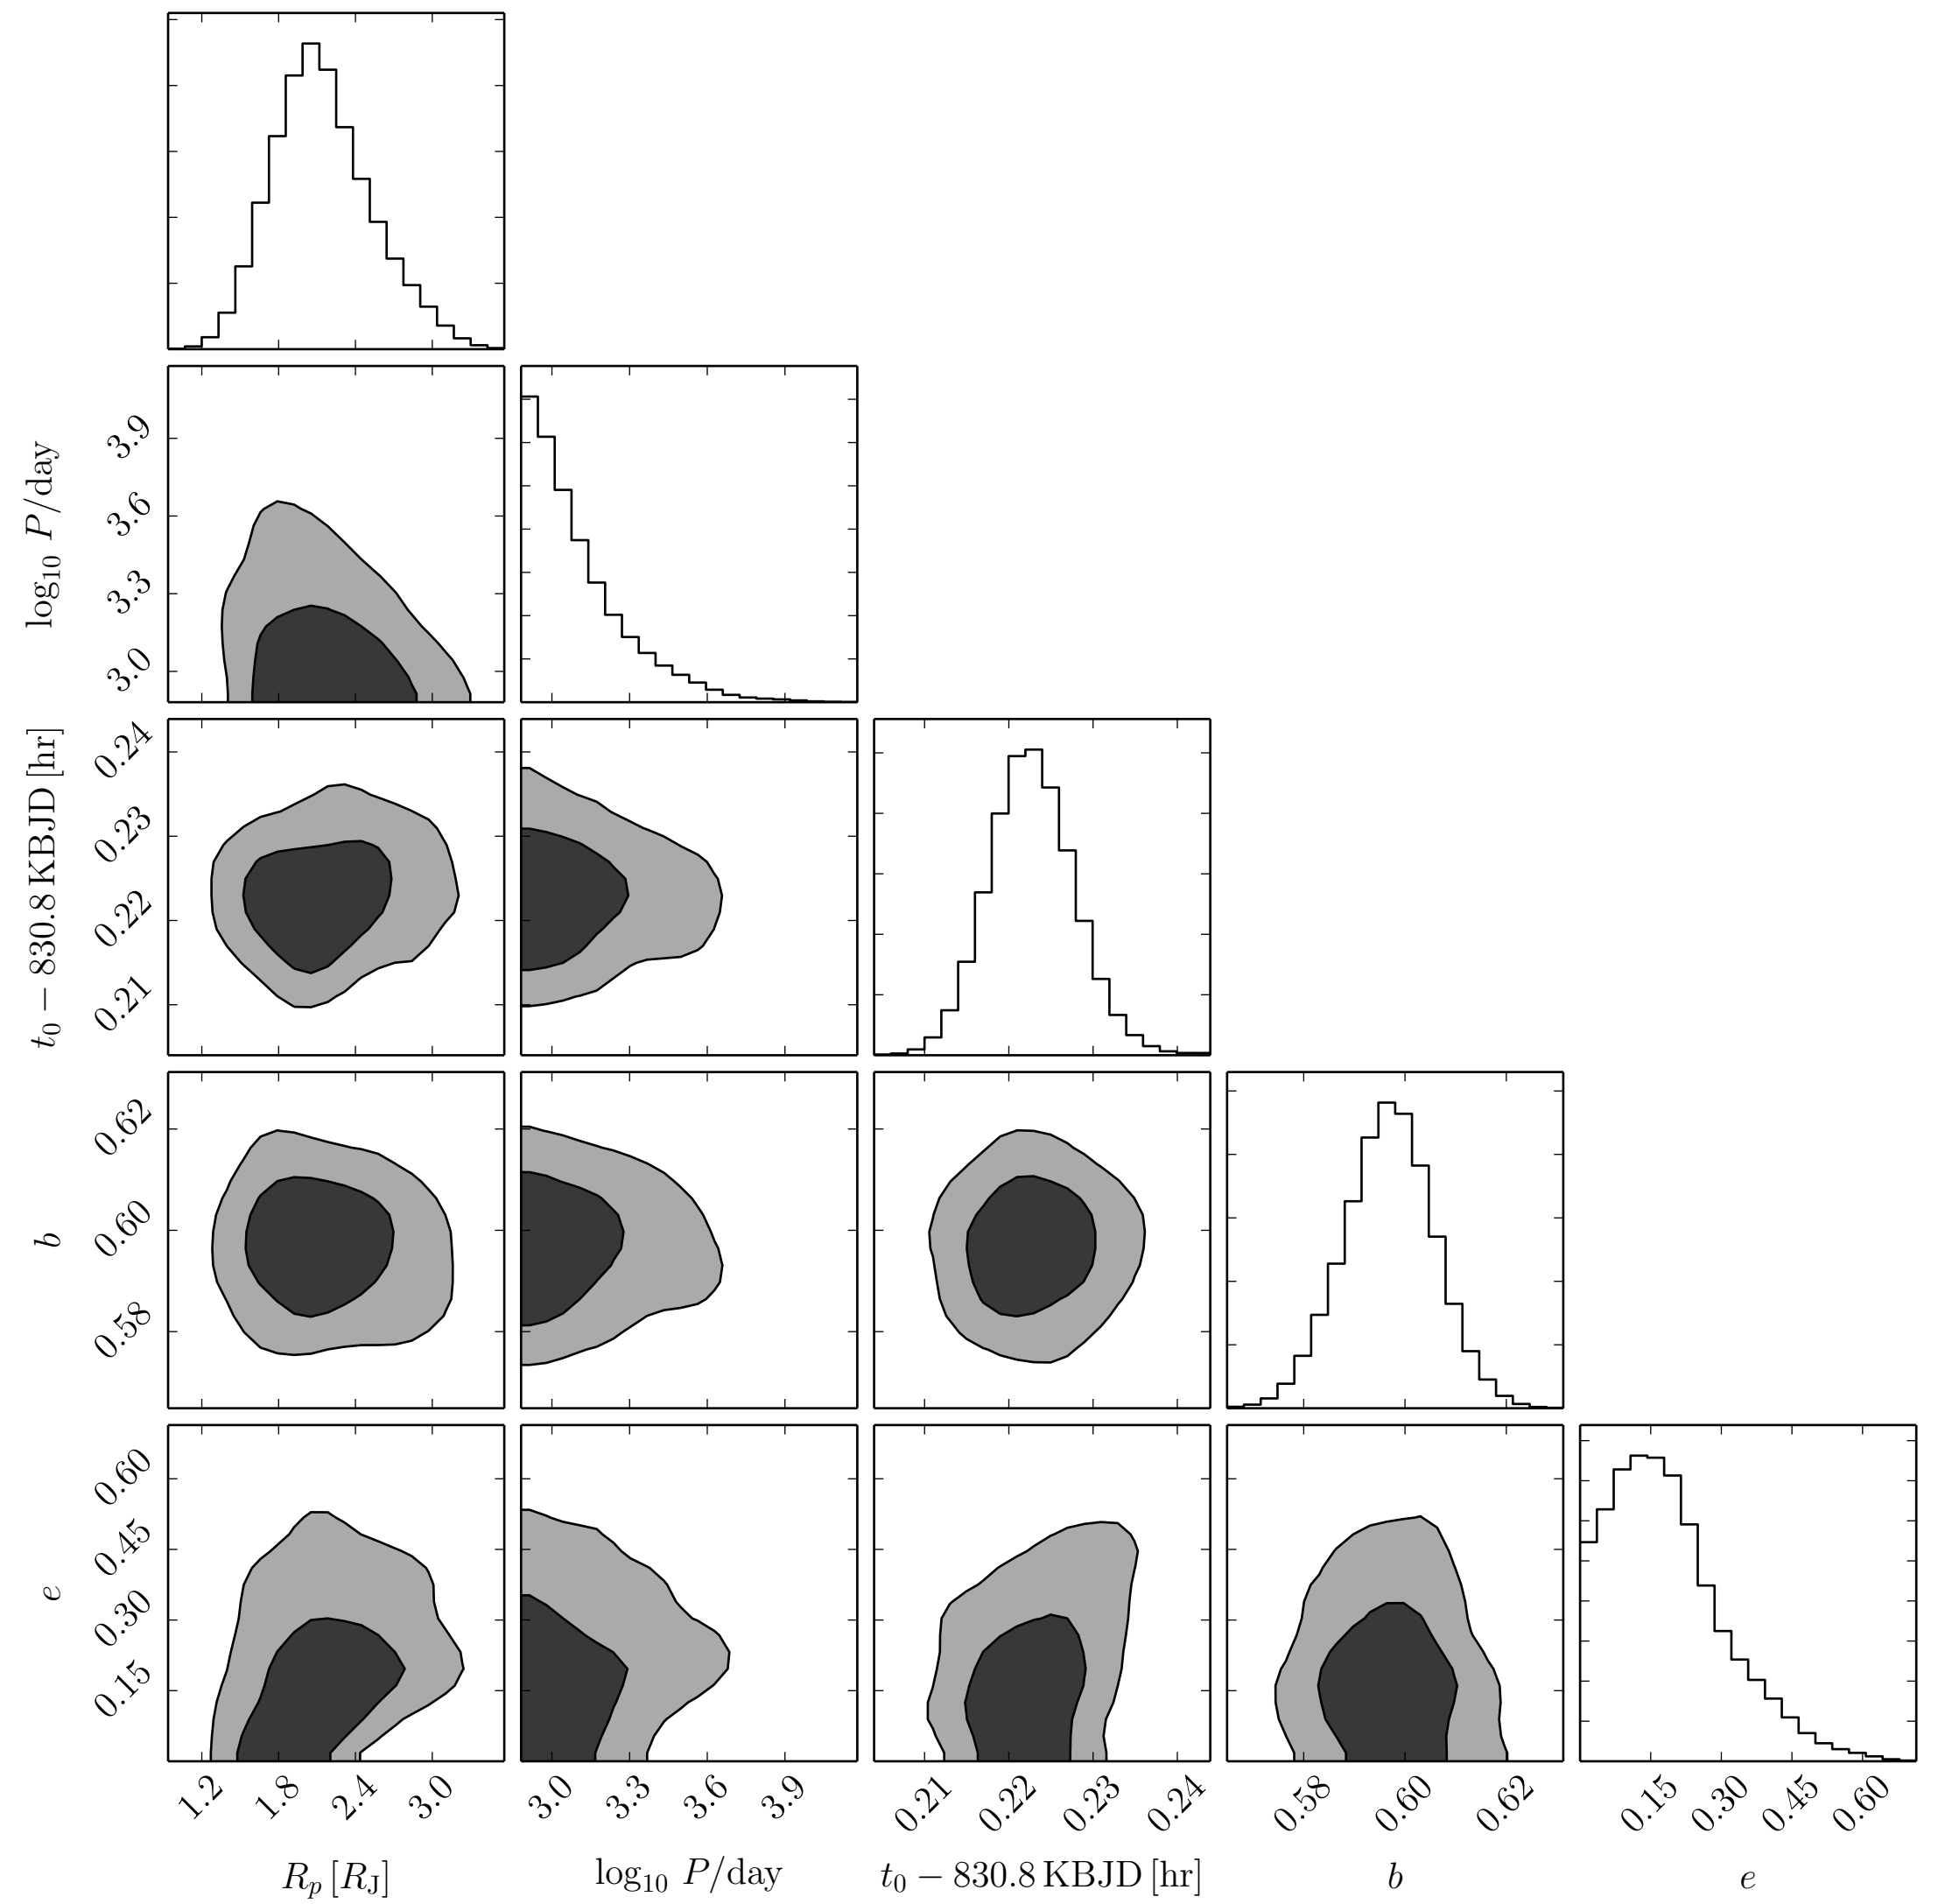 log₁₀ P/day
3.9
3.6
3.3
3.0
t₀ − 830.8 KBJD [hr]
0.24
0.23
0.22
0.21
b
0.62
0.60
0.58
e
0.60
0.45
0.30
0.15
1.2 1.8 2.4 3.0 3.0 3.3 3.6 3.9 0.21 0.22 0.23 0.24 0.58 0.60 0.62 0.15 0.30 0.45 0.60
Rₚ [R_J] log₁₀ P/day t₀ − 830.8 KBJD [hr] b e